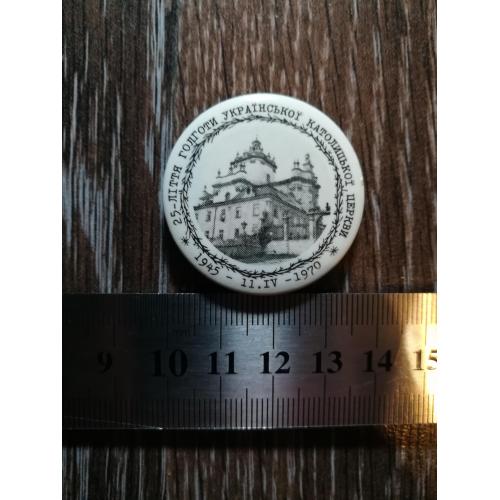 * 25-ЛІТТЯ ГОЛГОТИ УКРАЇНСЬКОЇ КАТОЛИЦЬКОЇ ЦЕРКВИ *
1945 - 11.IV - 1970
9 10 11 12 13 14 15